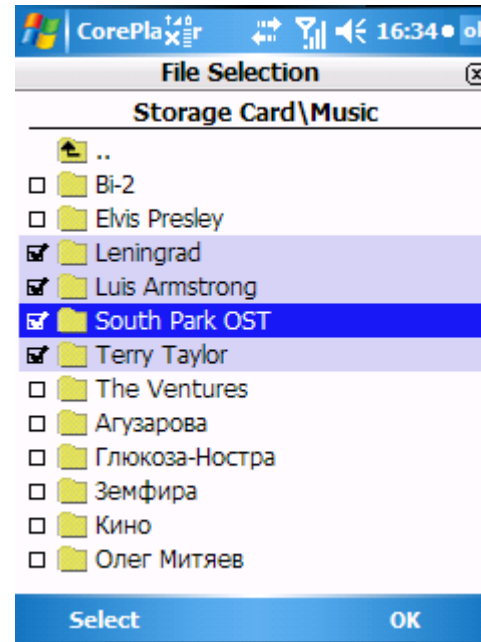 CorePla 16:34
File Selection
Storage Card\Music
..
Bi-2
Elvis Presley
Leningrad
Luis Armstrong
South Park OST
Terry Taylor
The Ventures
Агузарова
Глюкоза-Ностра
Земфира
Кино
Олег Митяев
Select OK